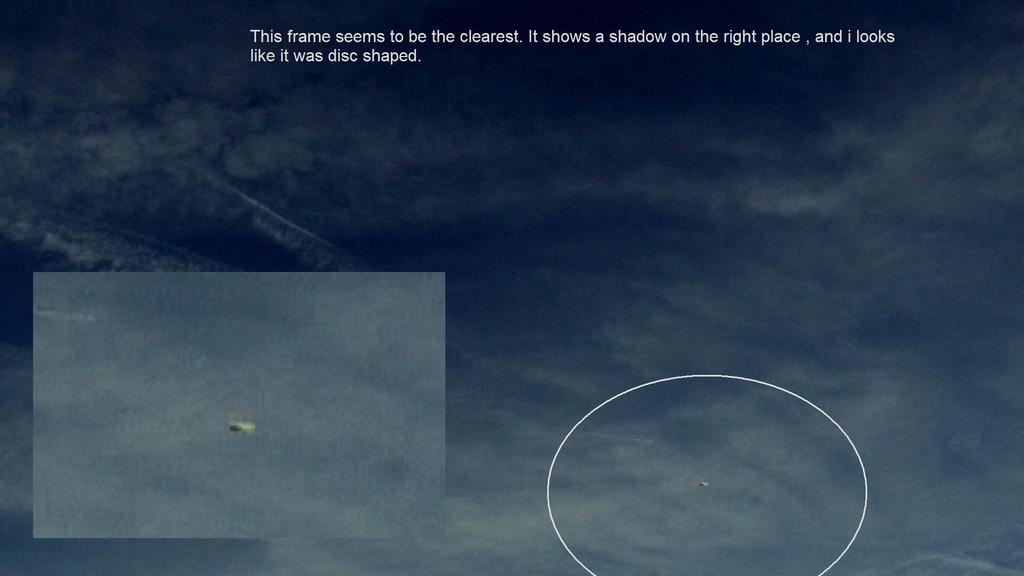 This frame seems to be the clearest. It shows a shadow on the right place , and i looks
like it was disc shaped.